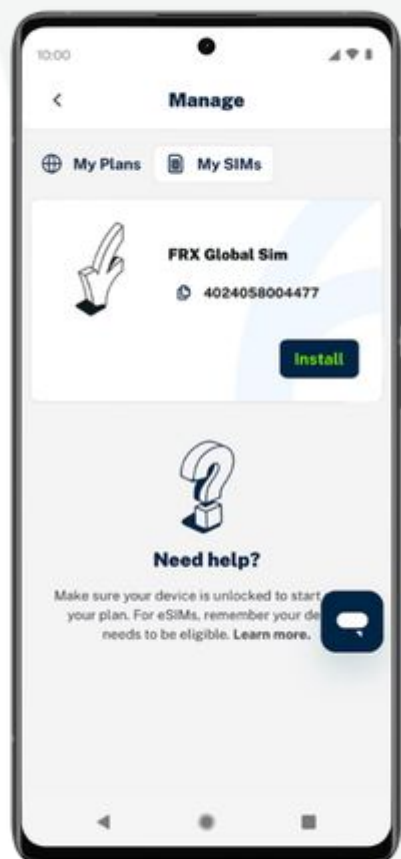 10:00
Manage
My Plans My SIMs
FRX Global Sim
4024058004477
Install
Need help?
Make sure your device is unlocked to start
your plan. For eSIMs, remember your de
needs to be eligible. Learn more.